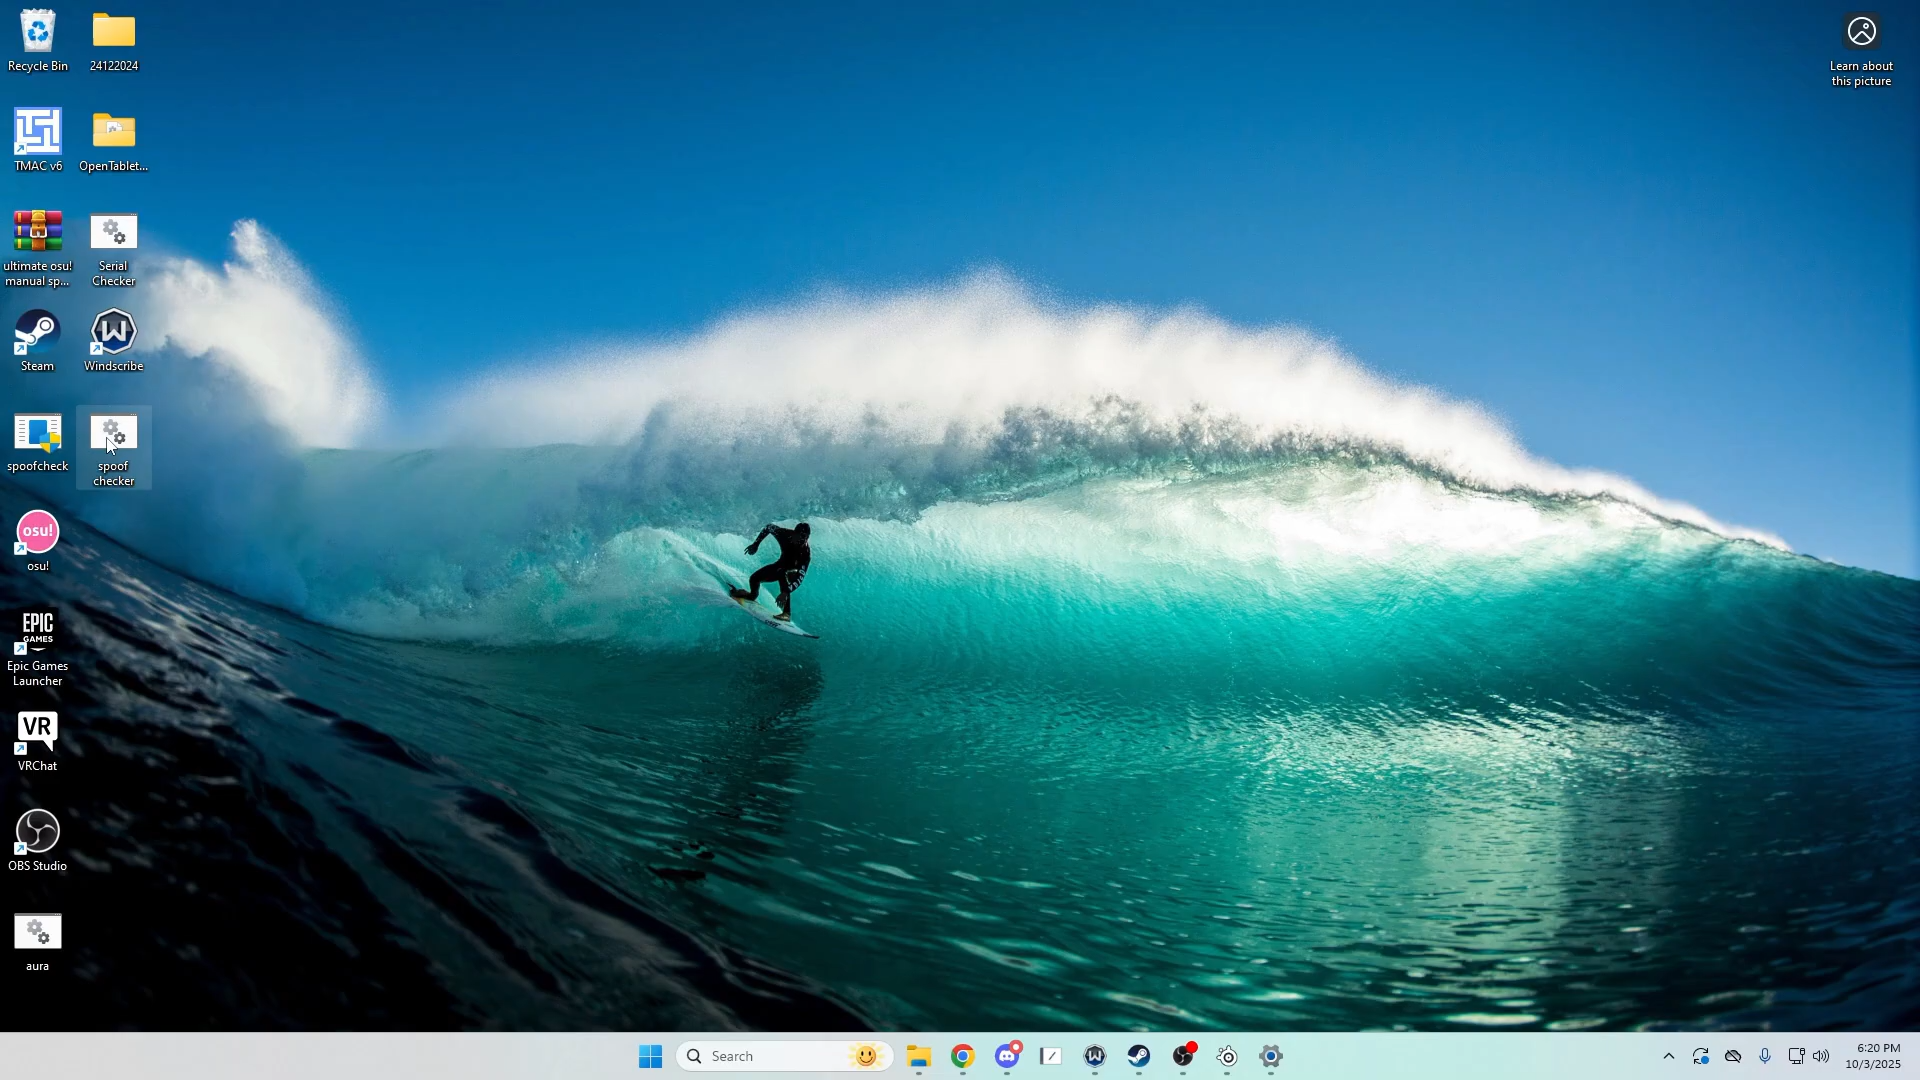 Recycle Bin
24122024
Learn about
this picture
TMAC v6
OpenTablet...
ultimate osu!
manual sp...
Serial
Checker
Steam
Windscribe
spoofcheck
spoof
checker
osu!
osu!
EPIC
GAMES
Epic Games
Launcher
VR
VRChat
OBS Studio
aura
Search
6:20 PM
10/3/2025